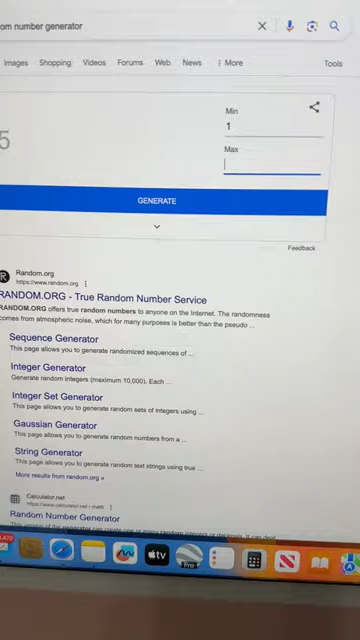 om number generator
Images Shopping Videos Forums Web News More Tools
Min
1
5
Max
GENERATE
Feedback
Random.org
https://www.random.org
RANDOM.ORG - True Random Number Service
RANDOM.ORG offers true random numbers to anyone on the Internet. The randomness
comes from atmospheric noise, which for many purposes is better than the pseudo ...
Sequence Generator
This page allows you to generate randomized sequences of ...
Integer Generator
Generate random integers (maximum 10,000). Each ...
Integer Set Generator
This page allows you to generate random sets of integers using ...
Gaussian Generator
This page allows you to generate random numbers from a ...
String Generator
This page allows you to generate random text strings using true ...
More results from random.org »
Calculator.net
https://www.calculator.net › math
Random Number Generator
tv
Pro